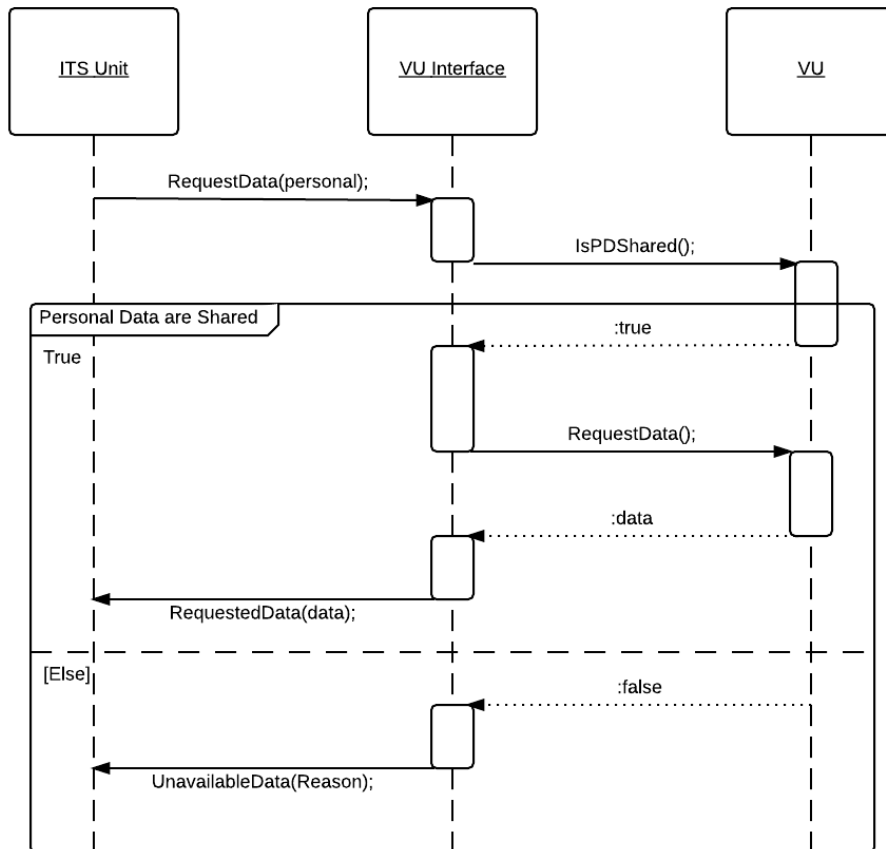 ITS Unit
VU Interface
VU
RequestData(personal);
IsPDShared();
Personal Data are Shared
:true
True
RequestData();
:data
RequestedData(data);
[Else]
:false
UnavailableData(Reason);